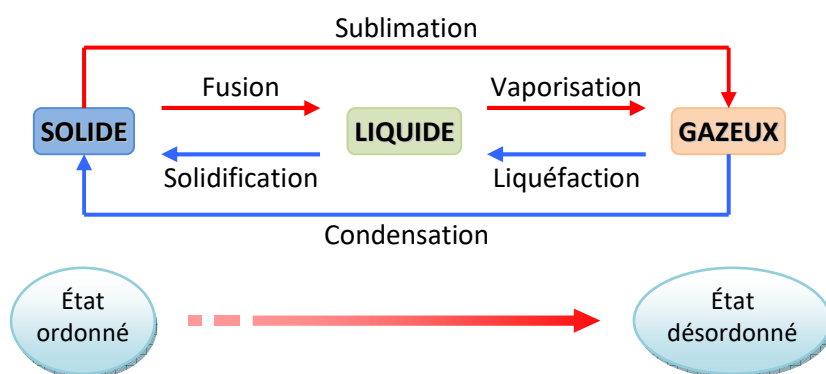 Sublimation
Fusion
Vaporisation
SOLIDE
LIQUIDE
GAZEUX
Solidification
Liquéfaction
Condensation
État
ordonné
État
désordonné